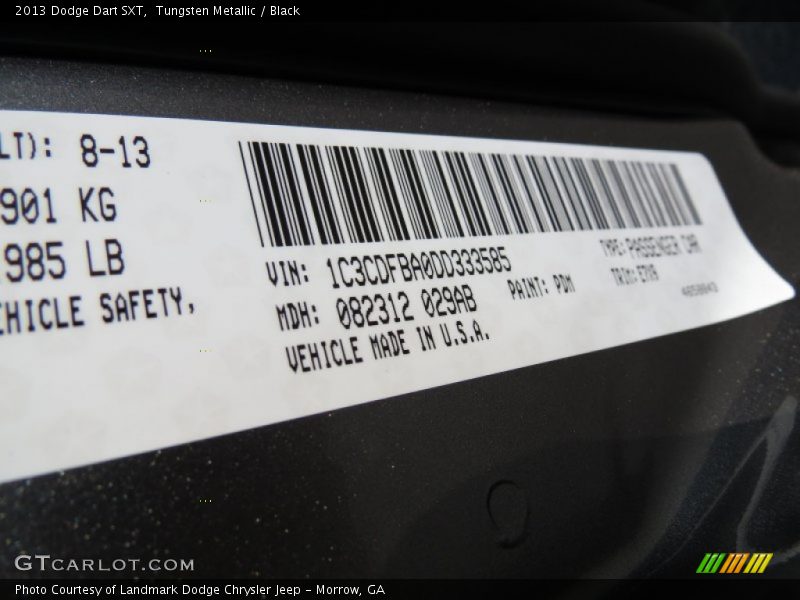 2013 Dodge Dart SXT,  Tungsten Metallic / Black
LT): 8-13
901 KG
985 LB
EHICLE SAFETY,
VIN: 1C3CDFBA0DD333585
MDH: 082312 029AB
VEHICLE MADE IN U.S.A.
PAINT: PDM
TYPE: PASSENGER CAR
TRIM:
GTCARLOT.COM
Photo Courtesy of Landmark Dodge Chrysler Jeep - Morrow, GA